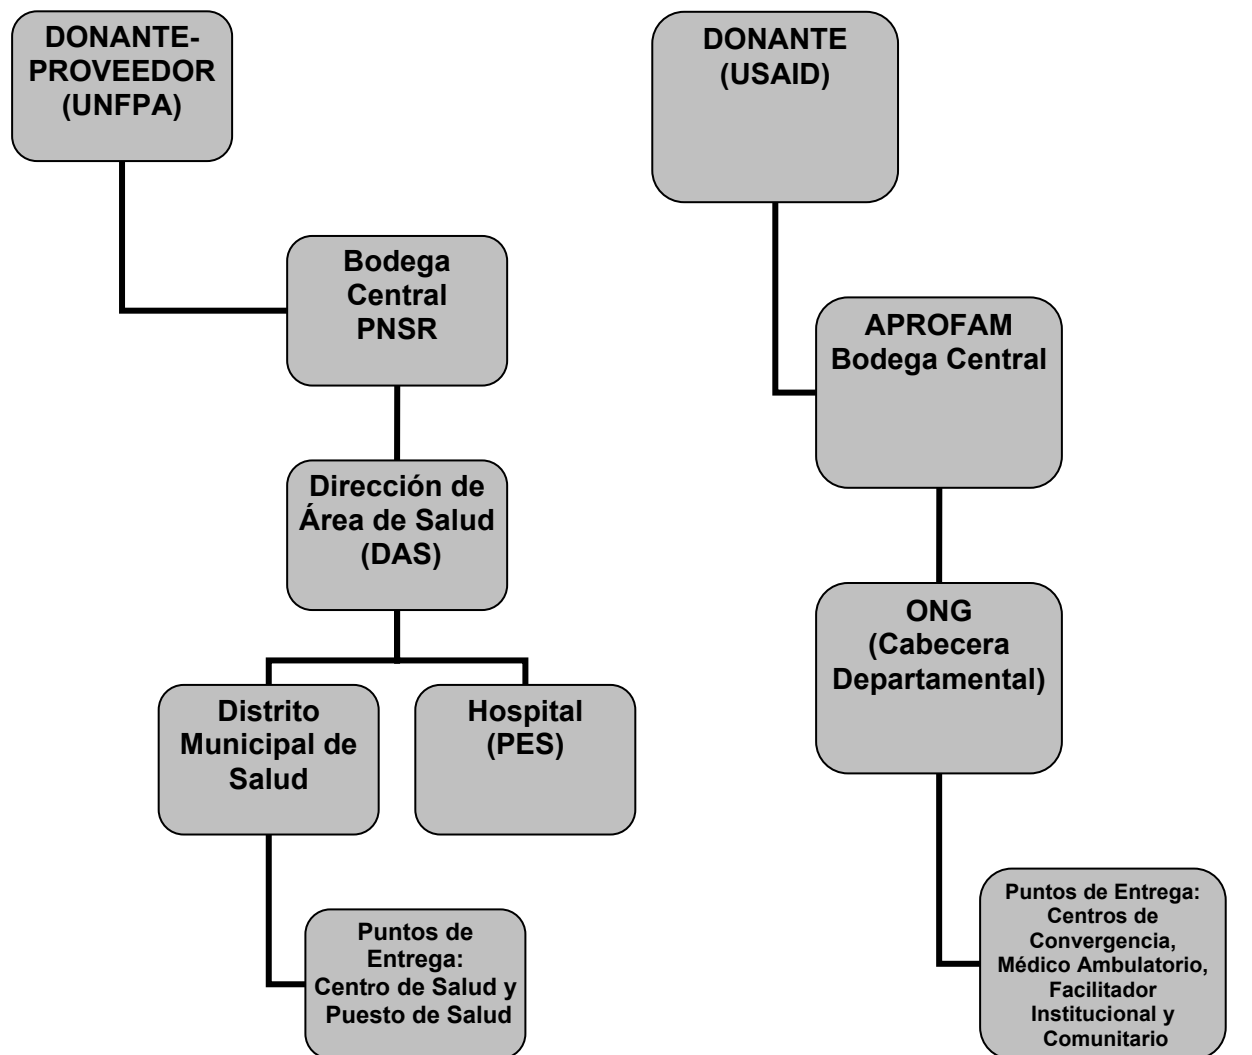 DONANTE-
PROVEEDOR
(UNFPA)
DONANTE
(USAID)
Bodega
Central
PNSR
APROFAM
Bodega Central
Dirección de
Área de Salud
(DAS)
ONG
(Cabecera
Departamental)
Distrito
Municipal de
Salud
Hospital
(PES)
Puntos de
Entrega:
Centro de Salud y
Puesto de Salud
Puntos de Entrega:
Centros de
Convergencia,
Médico Ambulatorio,
Facilitador
Institucional y
Comunitario